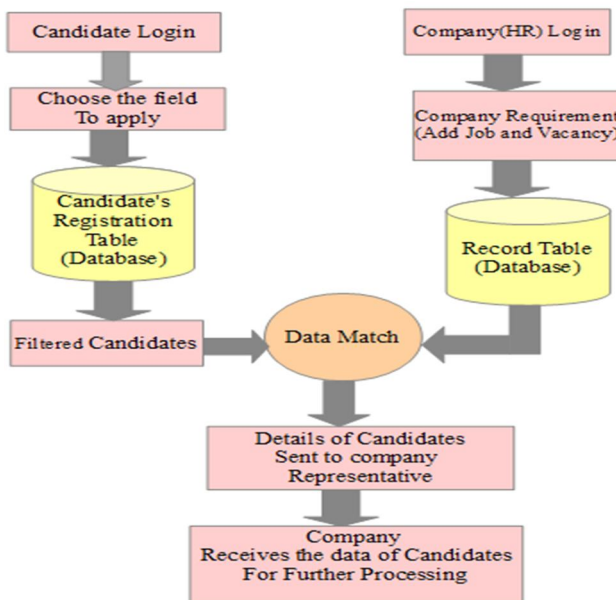 Candidate Login
Choose the field
To apply
Candidate's
Registration
Table
(Database)
Filtered Candidates
Company(HR) Login
Company Requirement
(Add Job and Vacancy)
Record Table
(Database)
Data Match
Details of Candidates
Sent to company
Representative
Company
Receives the data of Candidates
For Further Processing